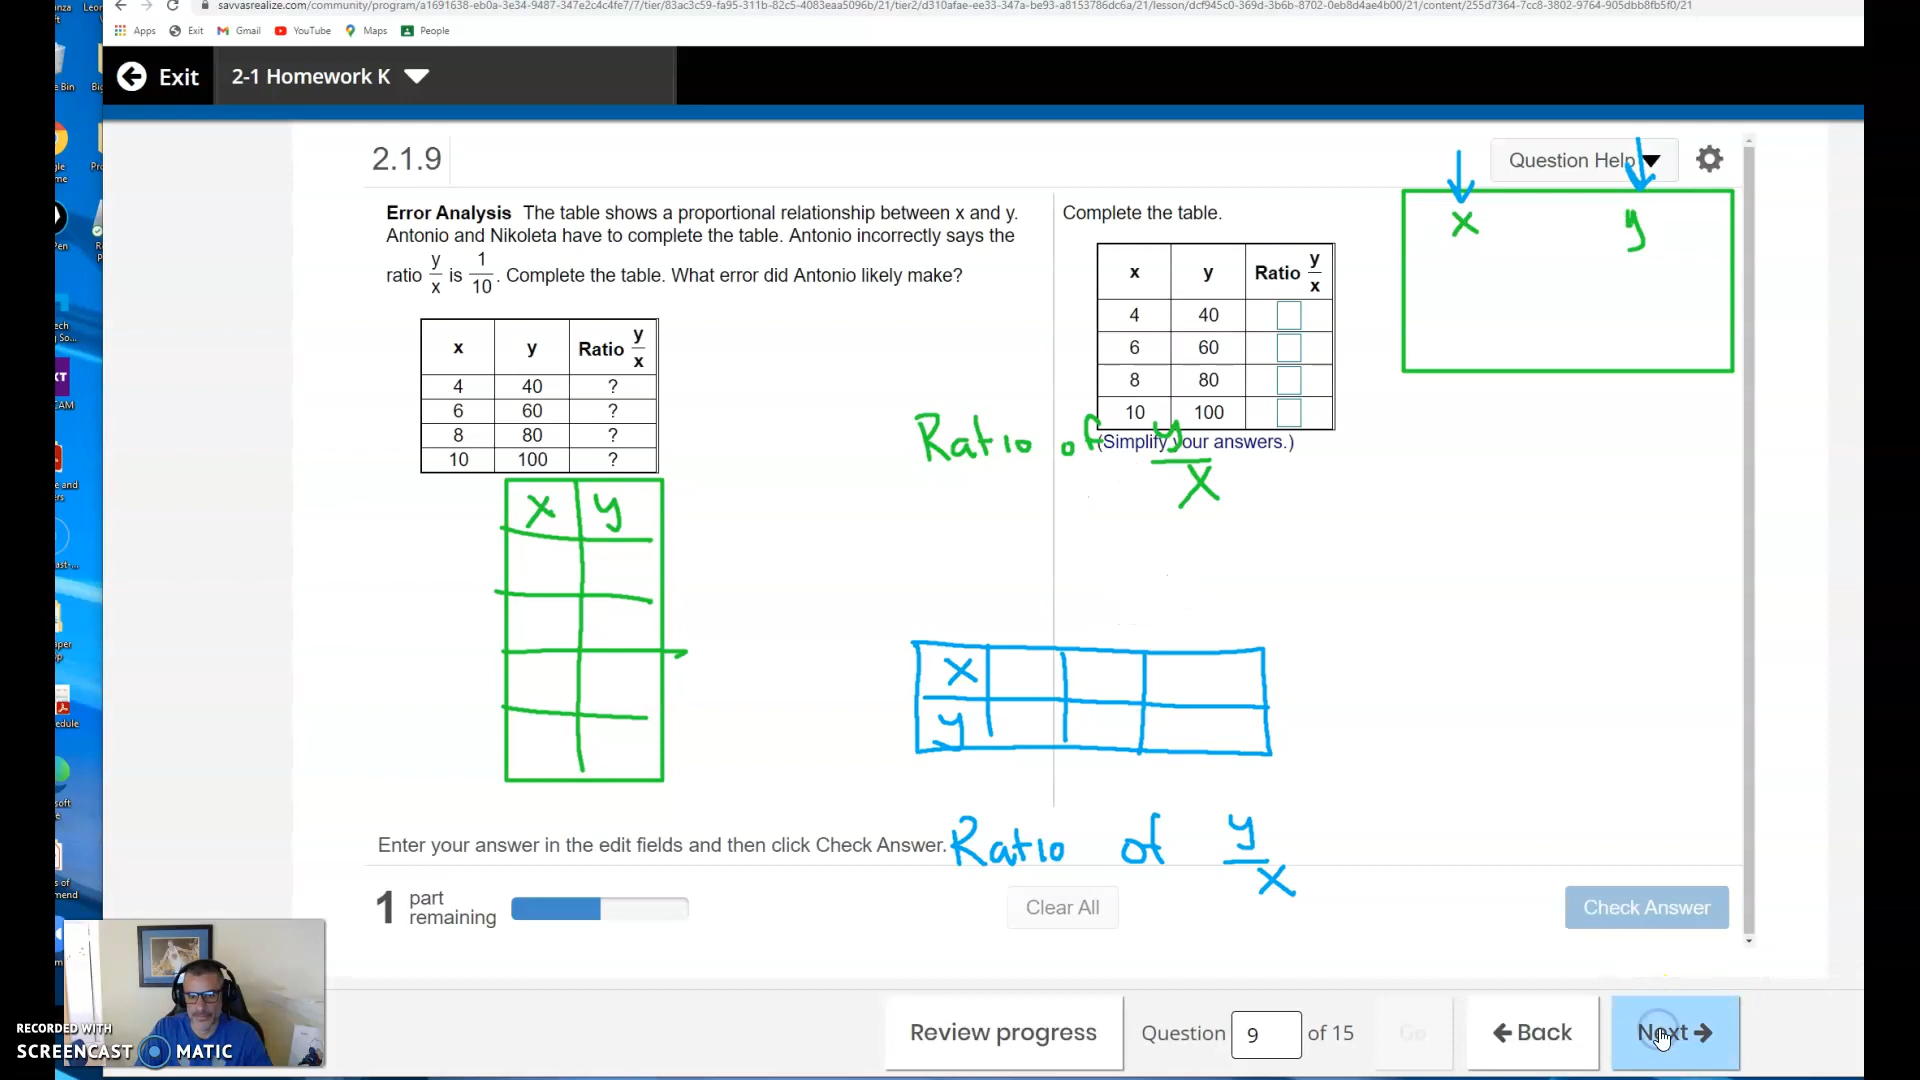 savvasrealize.com/community/program/a1691638-eb0a-3e34-9487-347e2c4c4fe7/7/tier/83ac3c59-fa95-311b-82c5-4083eaa5096b/21/tier2/d310afae-ee33-347a-be93-a8153786dc6a/21/lesson/dcf945c0-369d-3b6b-8702-0eb8d4ae4b00/21/content/255d7364-7cc8-3802-9764-905dbb8fb5f0/21
Apps Exit Gmail YouTube Maps People
Exit 2-1 Homework K
2.1.9
Question Help
Error Analysis The table shows a proportional relationship between x and y.
Antonio and Nikoleta have to complete the table. Antonio incorrectly says the
ratio y/x is 1/10. Complete the table. What error did Antonio likely make?
x y Ratio y/x
4 40 ?
6 60 ?
8 80 ?
10 100 ?
x y
Complete the table.
x y Ratio y/x
4 40
6 60
8 80
10 100
(Simplify your answers.)
x y
Ratio of y/x
x
y
Ratio of y/x
Enter your answer in the edit fields and then click Check Answer.
1 part remaining
Clear All
Check Answer
Review progress
Question 9 of 15
Go
Back
Next
RECORDED WITH
SCREENCAST MATIC